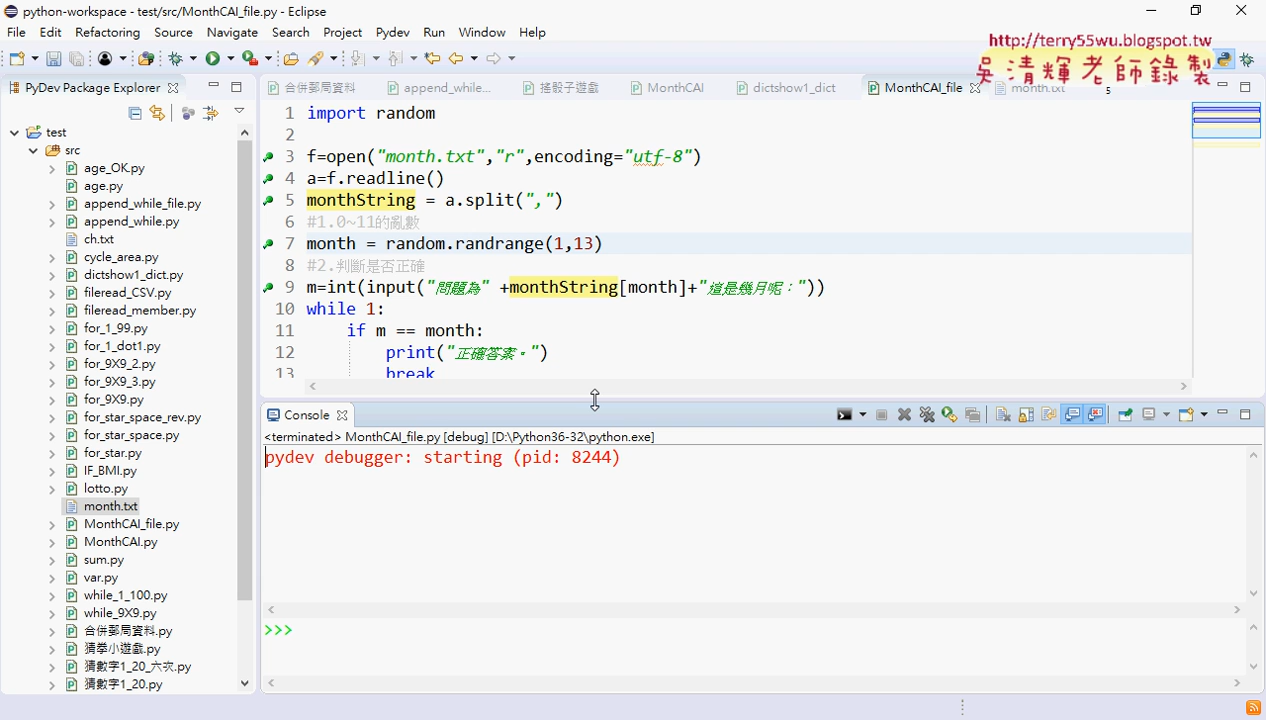 python-workspace - test/src/MonthCAI_file.py - Eclipse
File Edit Refactoring Source Navigate Search Project Pydev Run Window Help
http://terry55wu.blogspot.tw
吳清輝老師錄製
PyDev Package Explorer
合併郵局資料 append_while... 搖骰子遊戲 MonthCAI dictshow1_dict MonthCAI_file month.txt 5
test
src
age_OK.py
age.py
append_while_file.py
append_while.py
ch.txt
cycle_area.py
dictshow1_dict.py
fileread_CSV.py
fileread_member.py
for_1_99.py
for_1_dot1.py
for_9X9_2.py
for_9X9_3.py
for_9X9.py
for_star_space_rev.py
for_star_space.py
for_star.py
IF_BMI.py
lotto.py
month.txt
MonthCAI_file.py
MonthCAI.py
sum.py
var.py
while_1_100.py
while_9X9.py
合併郵局資料.py
猜拳小遊戲.py
猜數字1_20_六次.py
猜數字1_20.py
1 import random
2
3 f=open("month.txt","r",encoding="utf-8")
4 a=f.readline()
5 monthString = a.split(",")
6 #1.0~11的亂數
7 month = random.randrange(1,13)
8 #2.判斷是否正確
9 m=int(input("問題為" +monthString[month]+"這是幾月呢："))
10 while 1:
11 if m == month:
12 print("正確答案。")
13 break
Console
<terminated> MonthCAI_file.py [debug] [D:\Python36-32\python.exe]
pydev debugger: starting (pid: 8244)
>>>